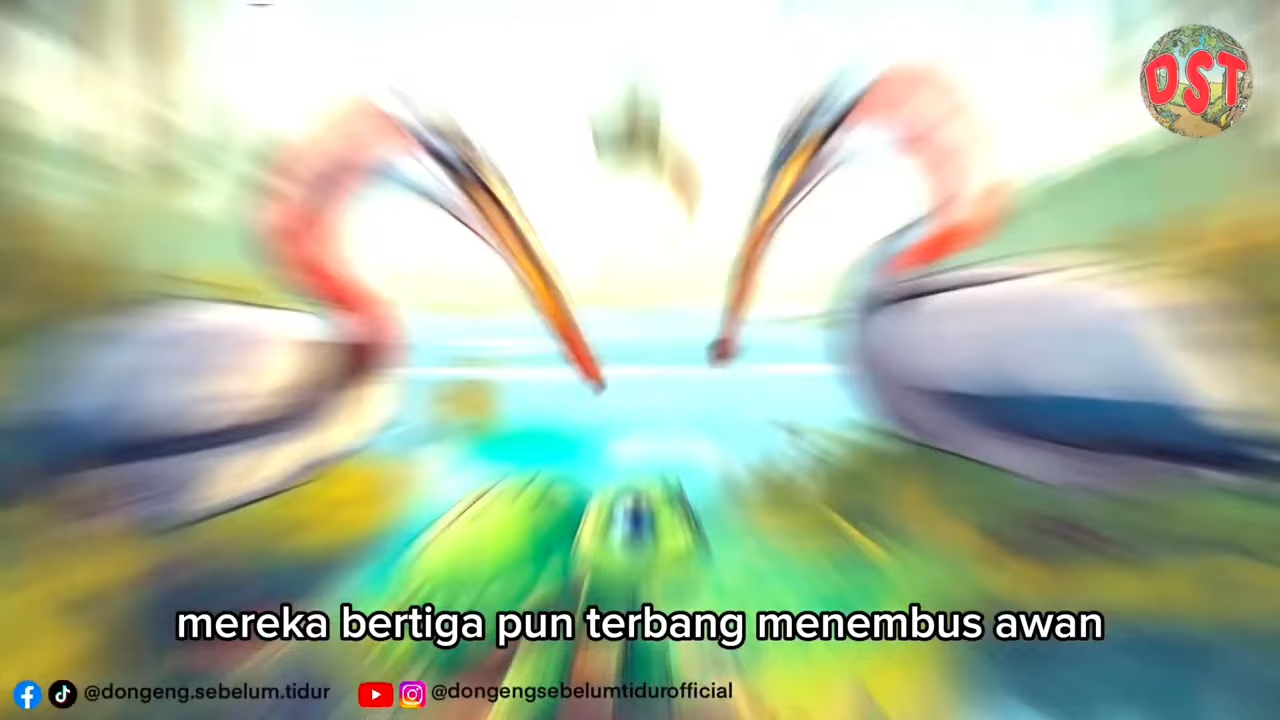 DST
mereka bertiga pun terbang menembus awan
@dongeng.sebelum.tidur @dongengsebelumtidurofficial